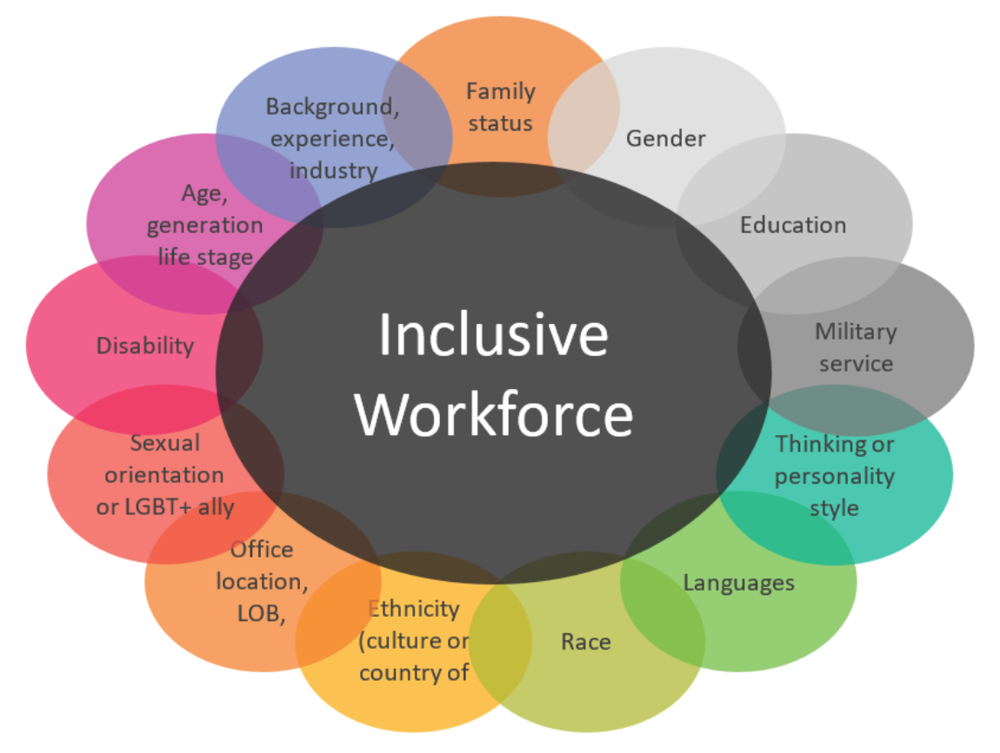 Inclusive
Workforce
Family
status
Gender
Education
Military
service
Thinking or
personality
style
Languages
Race
Ethnicity
(culture or
country of
Office
location,
LOB,
Sexual
orientation
or LGBT+ ally
Disability
Age,
generation
life stage
Background,
experience,
industry